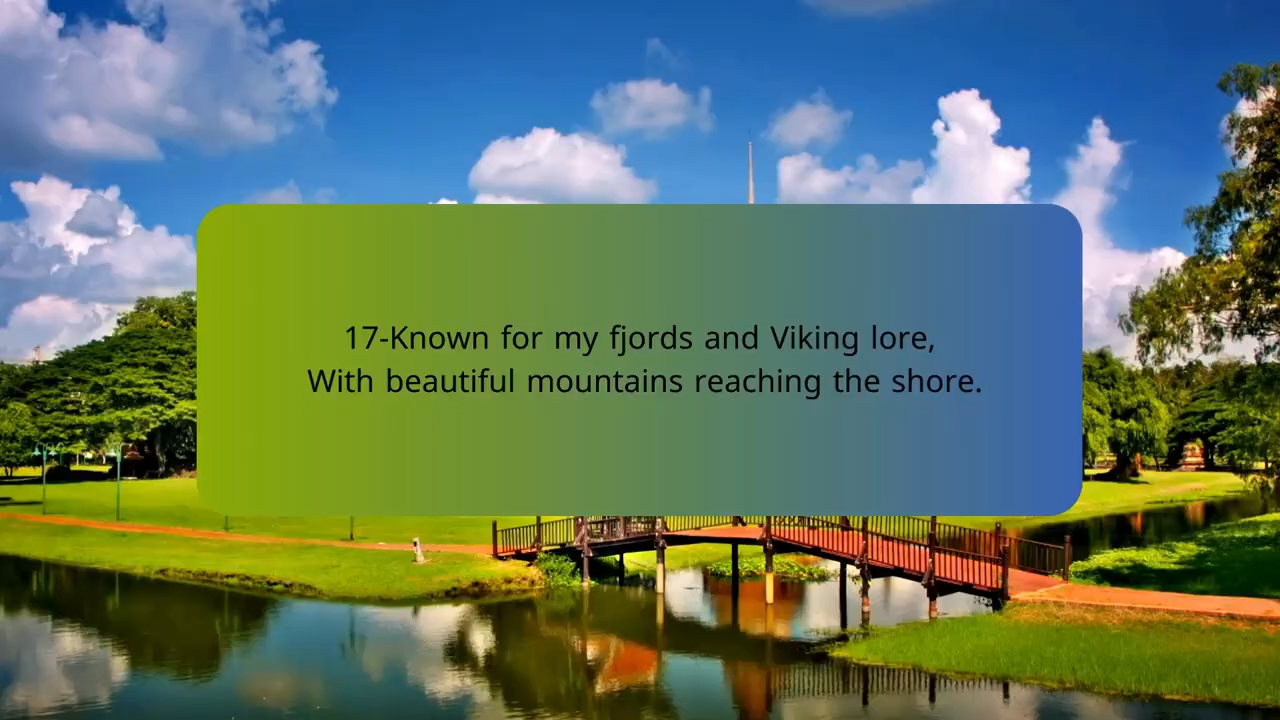 17-Known for my fjords and Viking lore,
With beautiful mountains reaching the shore.